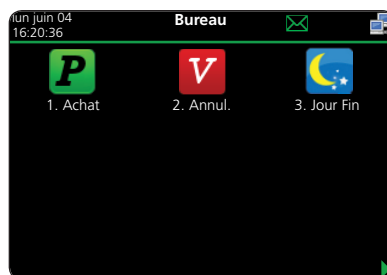 lun juin 04
16:20:36
Bureau
P
V
1. Achat
2. Annul.
3. Jour Fin